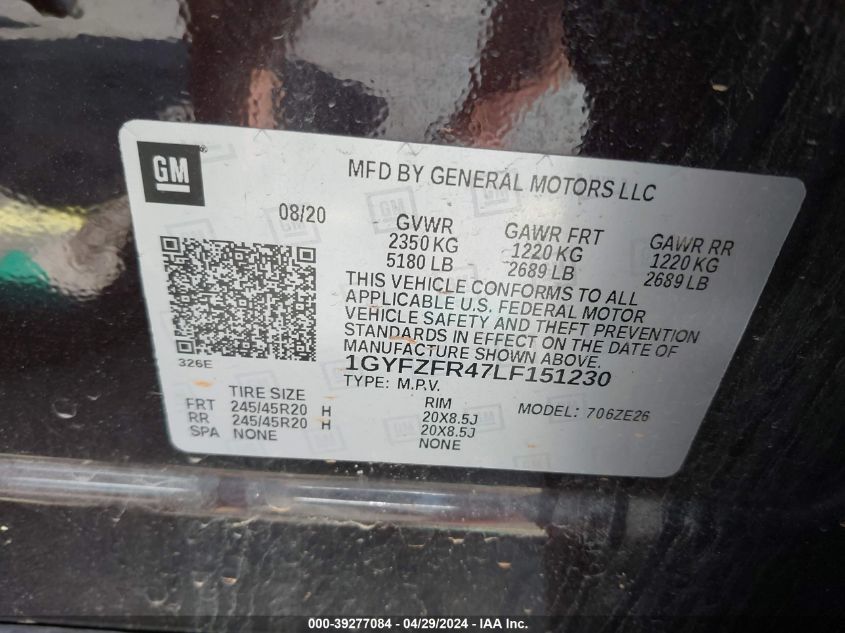 GM
MFD BY GENERAL MOTORS LLC
08/20
GVWR
2350 KG
5180 LB
GAWR FRT
1220 KG
2689 LB
GAWR RR
1220 KG
2689 LB
THIS VEHICLE CONFORMS TO ALL
APPLICABLE U.S. FEDERAL MOTOR
VEHICLE SAFETY AND THEFT PREVENTION
STANDARDS IN EFFECT ON THE DATE OF
MANUFACTURE SHOWN ABOVE.
326E
1GYFZFR47LF151230
TYPE: M.P.V.
TIRE SIZE
FRT 245/45R20 H
RR 245/45R20 H
SPA NONE
RIM
20X8.5J
20X8.5J
NONE
MODEL: 706ZE26
000-39277084 - 04/29/2024 - IAA Inc.